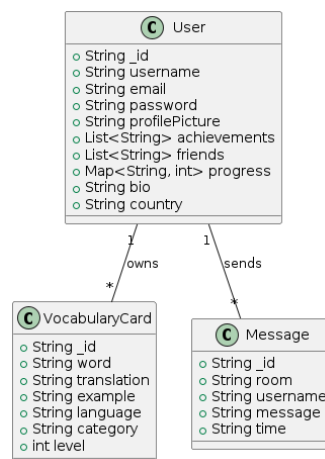 C User
String _id
String username
String email
String password
String profilePicture
List<String> achievements
List<String> friends
Map<String, int> progress
String bio
String country
1 1
owns sends
* *
C VocabularyCard
String _id
String word
String translation
String example
String language
String category
int level
C Message
String _id
String room
String username
String message
String time